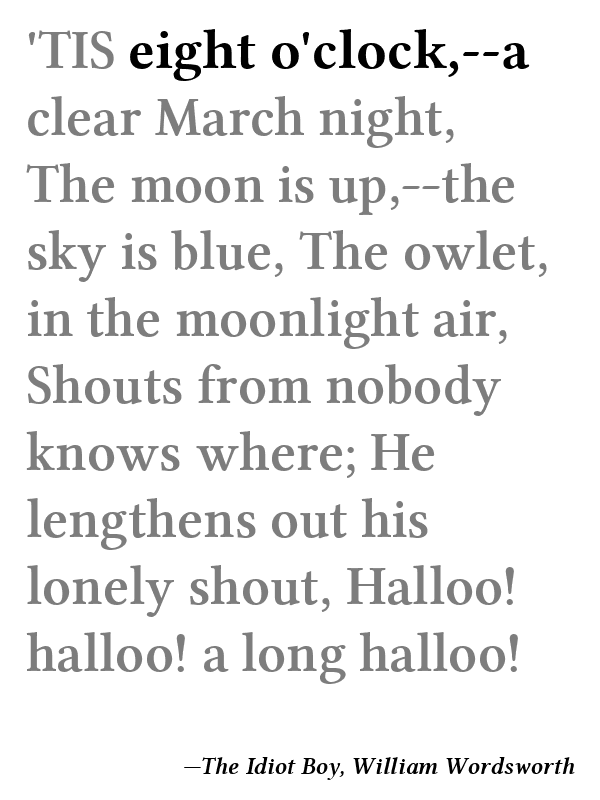 'TIS eight o'clock,--a
clear March night,
The moon is up,--the
sky is blue, The owlet,
in the moonlight air,
Shouts from nobody
knows where; He
lengthens out his
lonely shout, Halloo!
halloo! a long halloo!
—The Idiot Boy, William Wordsworth